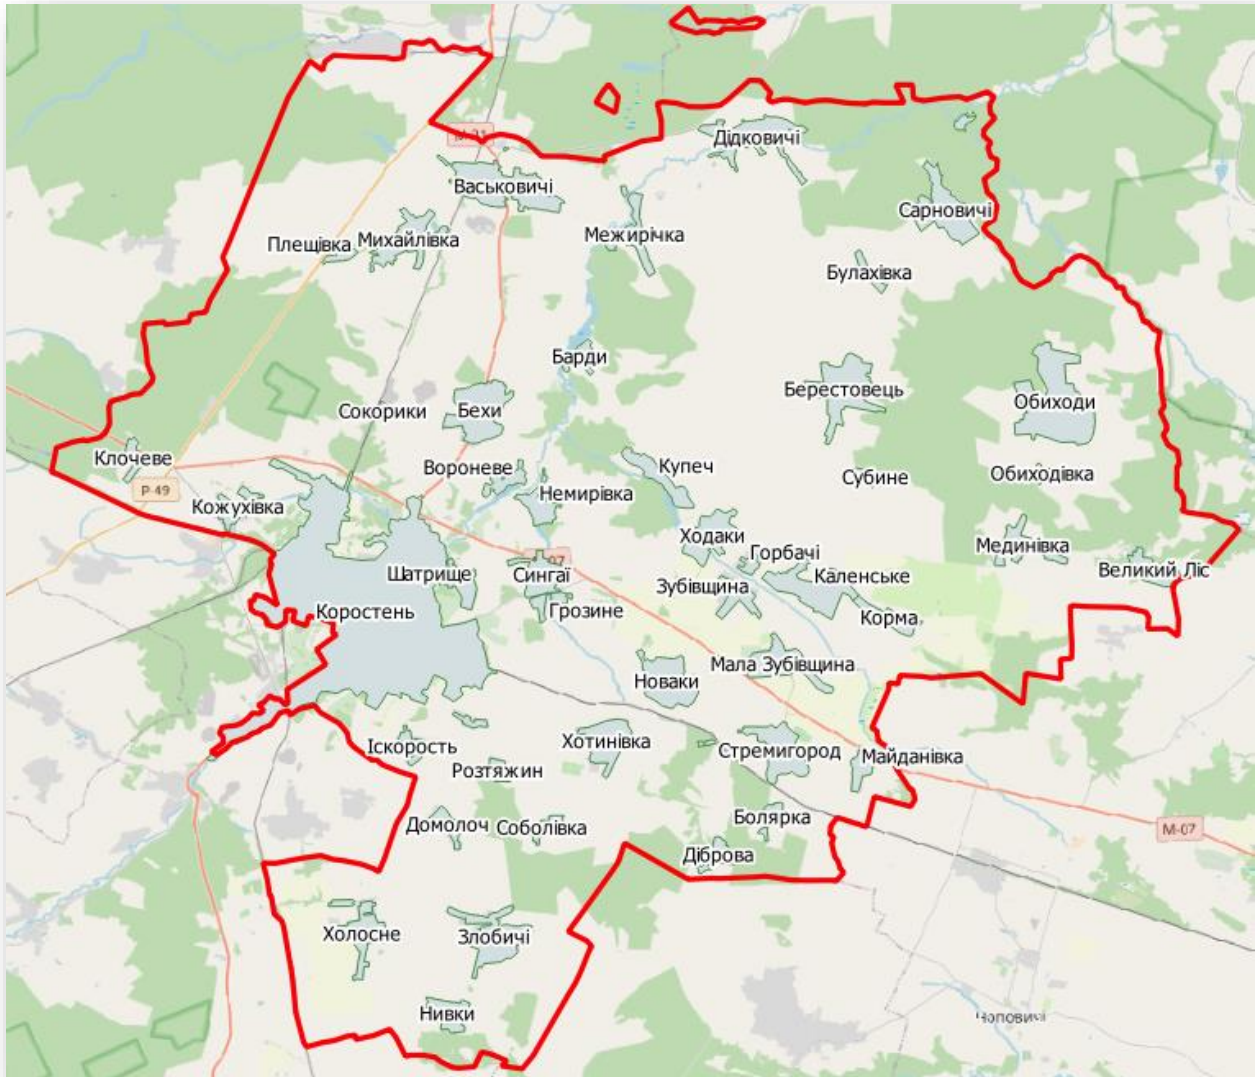 М-21
Дідковичі
Васьковичі
Сарновичі
Плещівка
Михайлівка
Межирічка
Булахівка
Барди
Берестовець
Обиходи
Сокорики
Бехи
Клочеве
Вороневе
Купеч
Субине
Обиходівка
Р-49
Немирівка
Кожухівка
Ходаки
Мединівка
Горбачі
Великий Ліс
Шатрище
Сингаї
Зубівщина
Каленське
Коростень
Грозине
Корма
Мала Зубівщина
Новаки
Іскорость
Хотинівка
Стремигород
Майданівка
Розтяжин
Домолоч
Соболівка
Болярка
М-07
Діброва
Холосне
Злобичі
Нивки